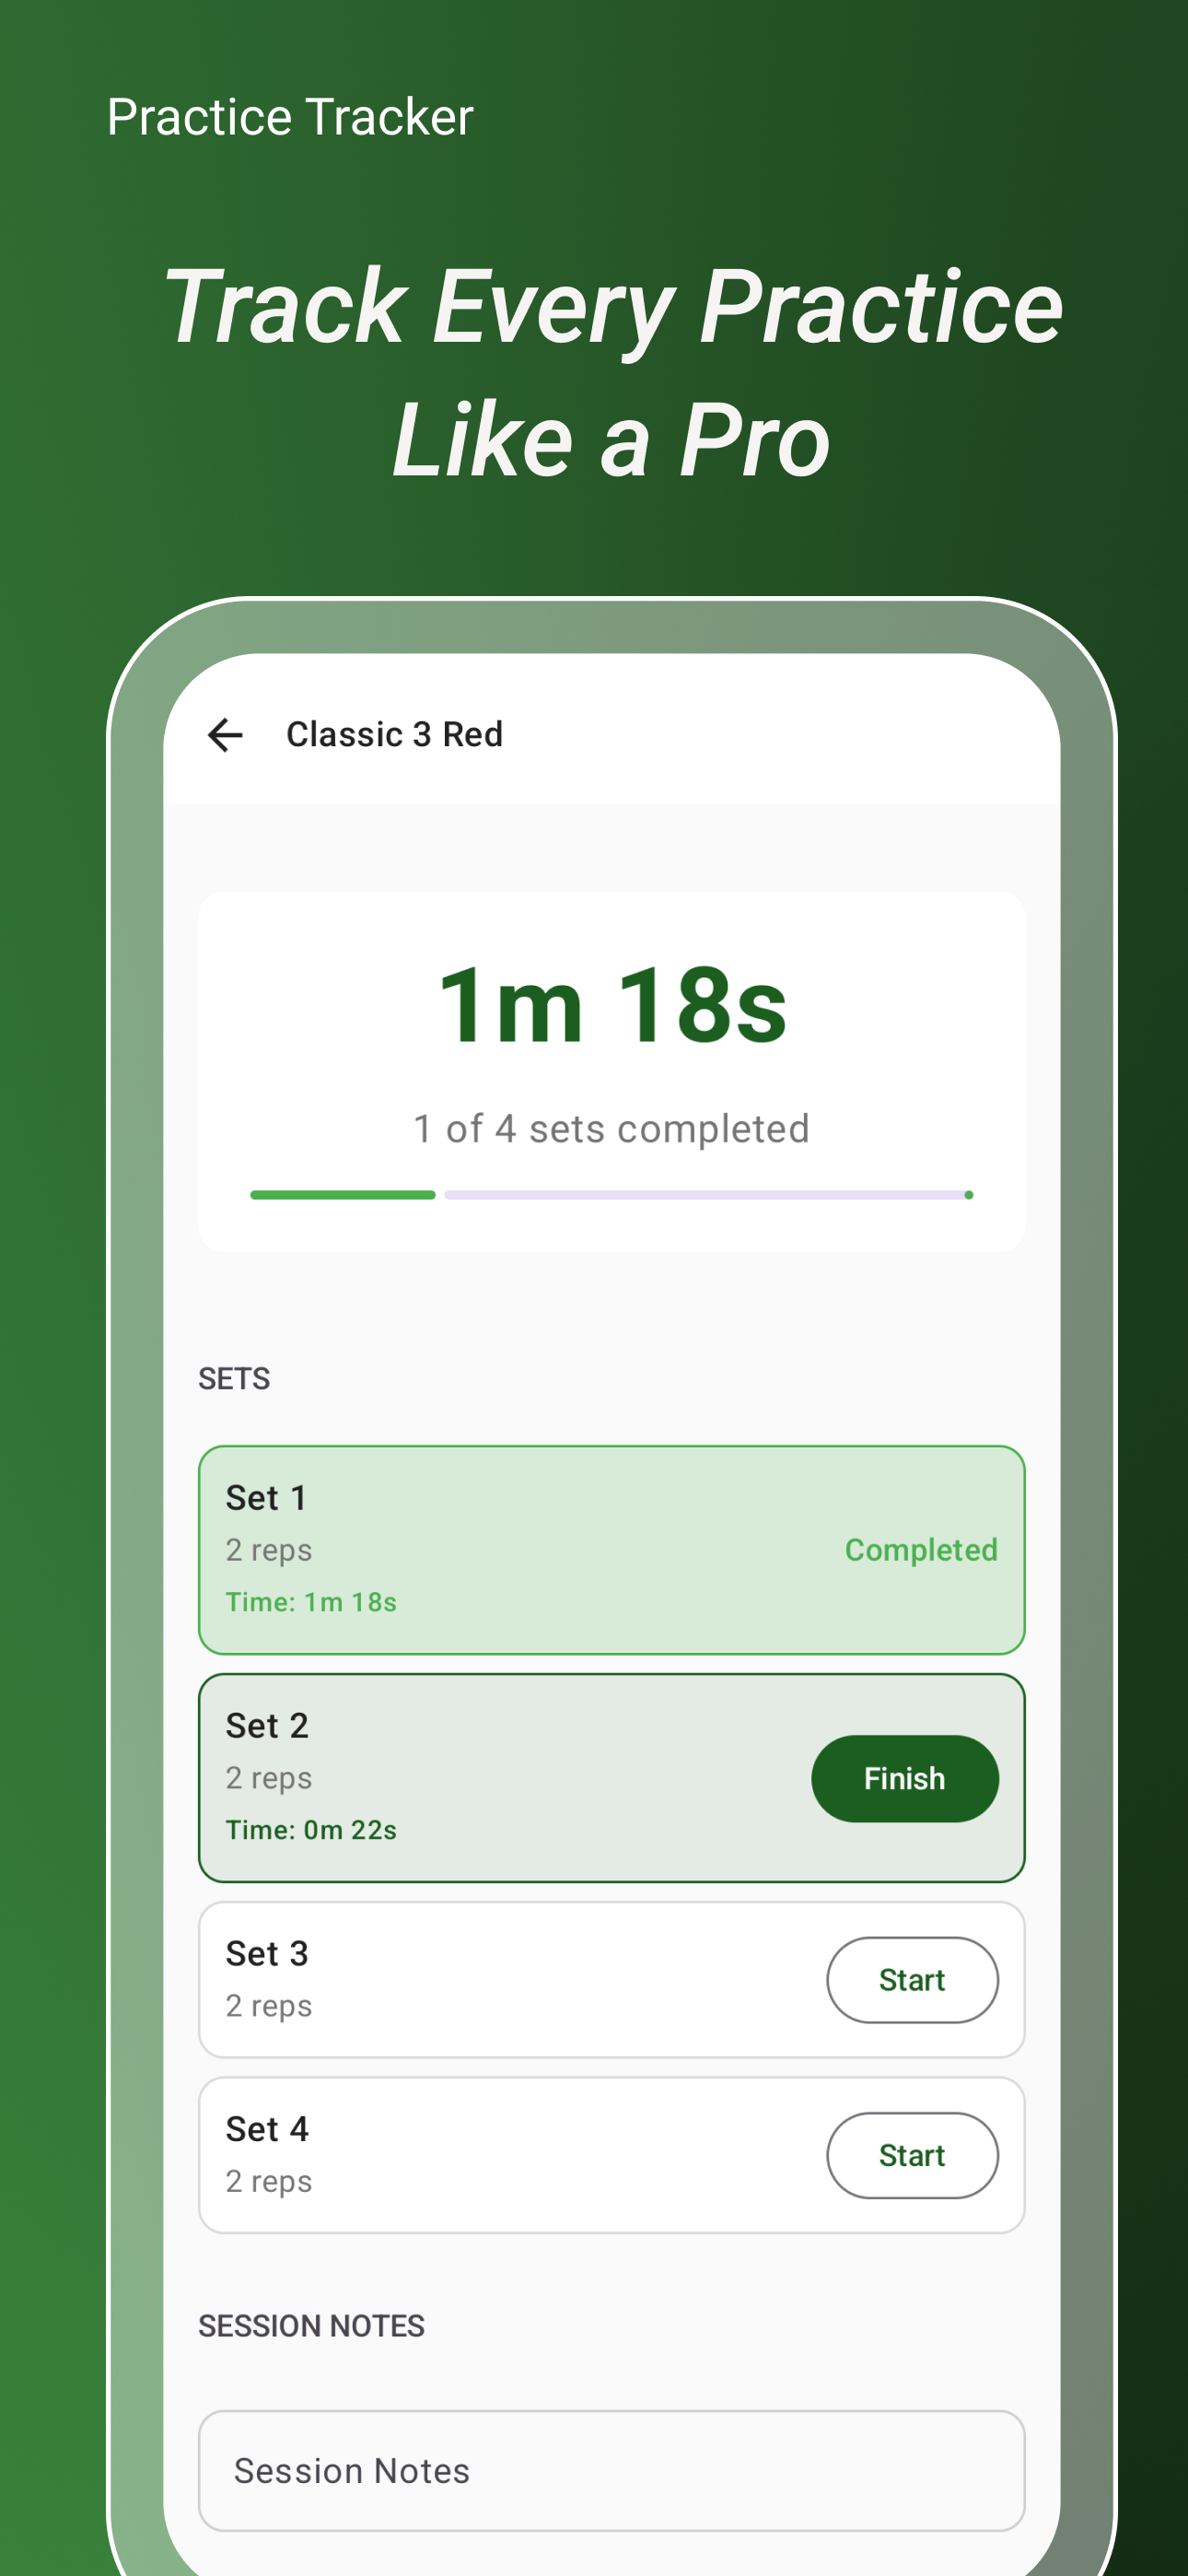 Practice Tracker
Track Every Practice
Like a Pro
Classic 3 Red
1m 18s
1 of 4 sets completed
SETS
Set 1
2 reps
Completed
Time: 1m 18s
Set 2
2 reps
Finish
Time: 0m 22s
Set 3
Start
2 reps
Set 4
Start
2 reps
SESSION NOTES
Session Notes